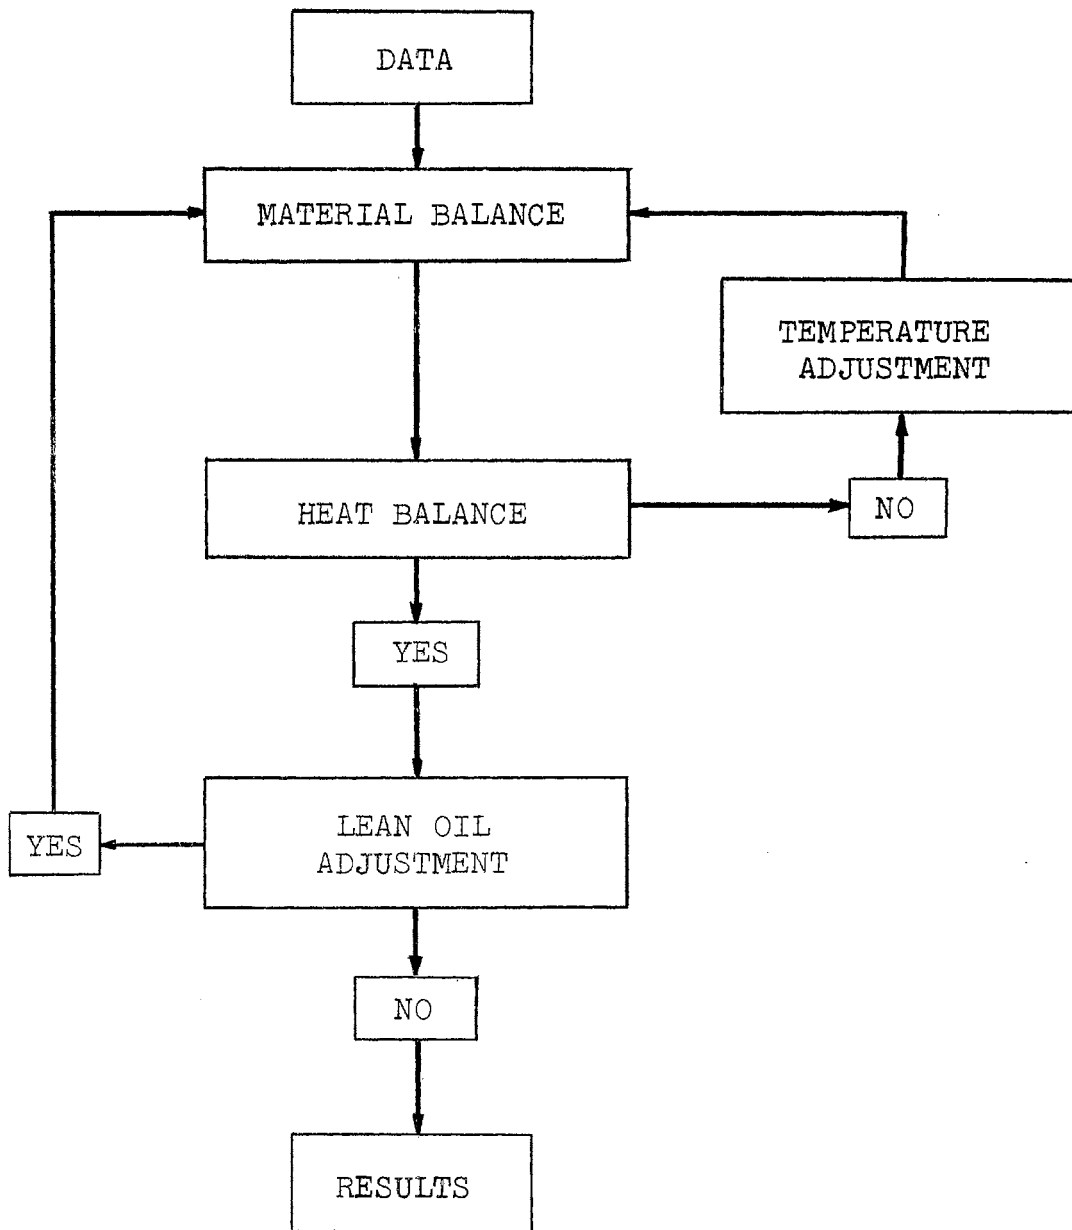 DATA
MATERIAL BALANCE
TEMPERATURE
ADJUSTMENT
HEAT BALANCE
NO
YES
LEAN OIL
ADJUSTMENT
YES
NO
RESULTS